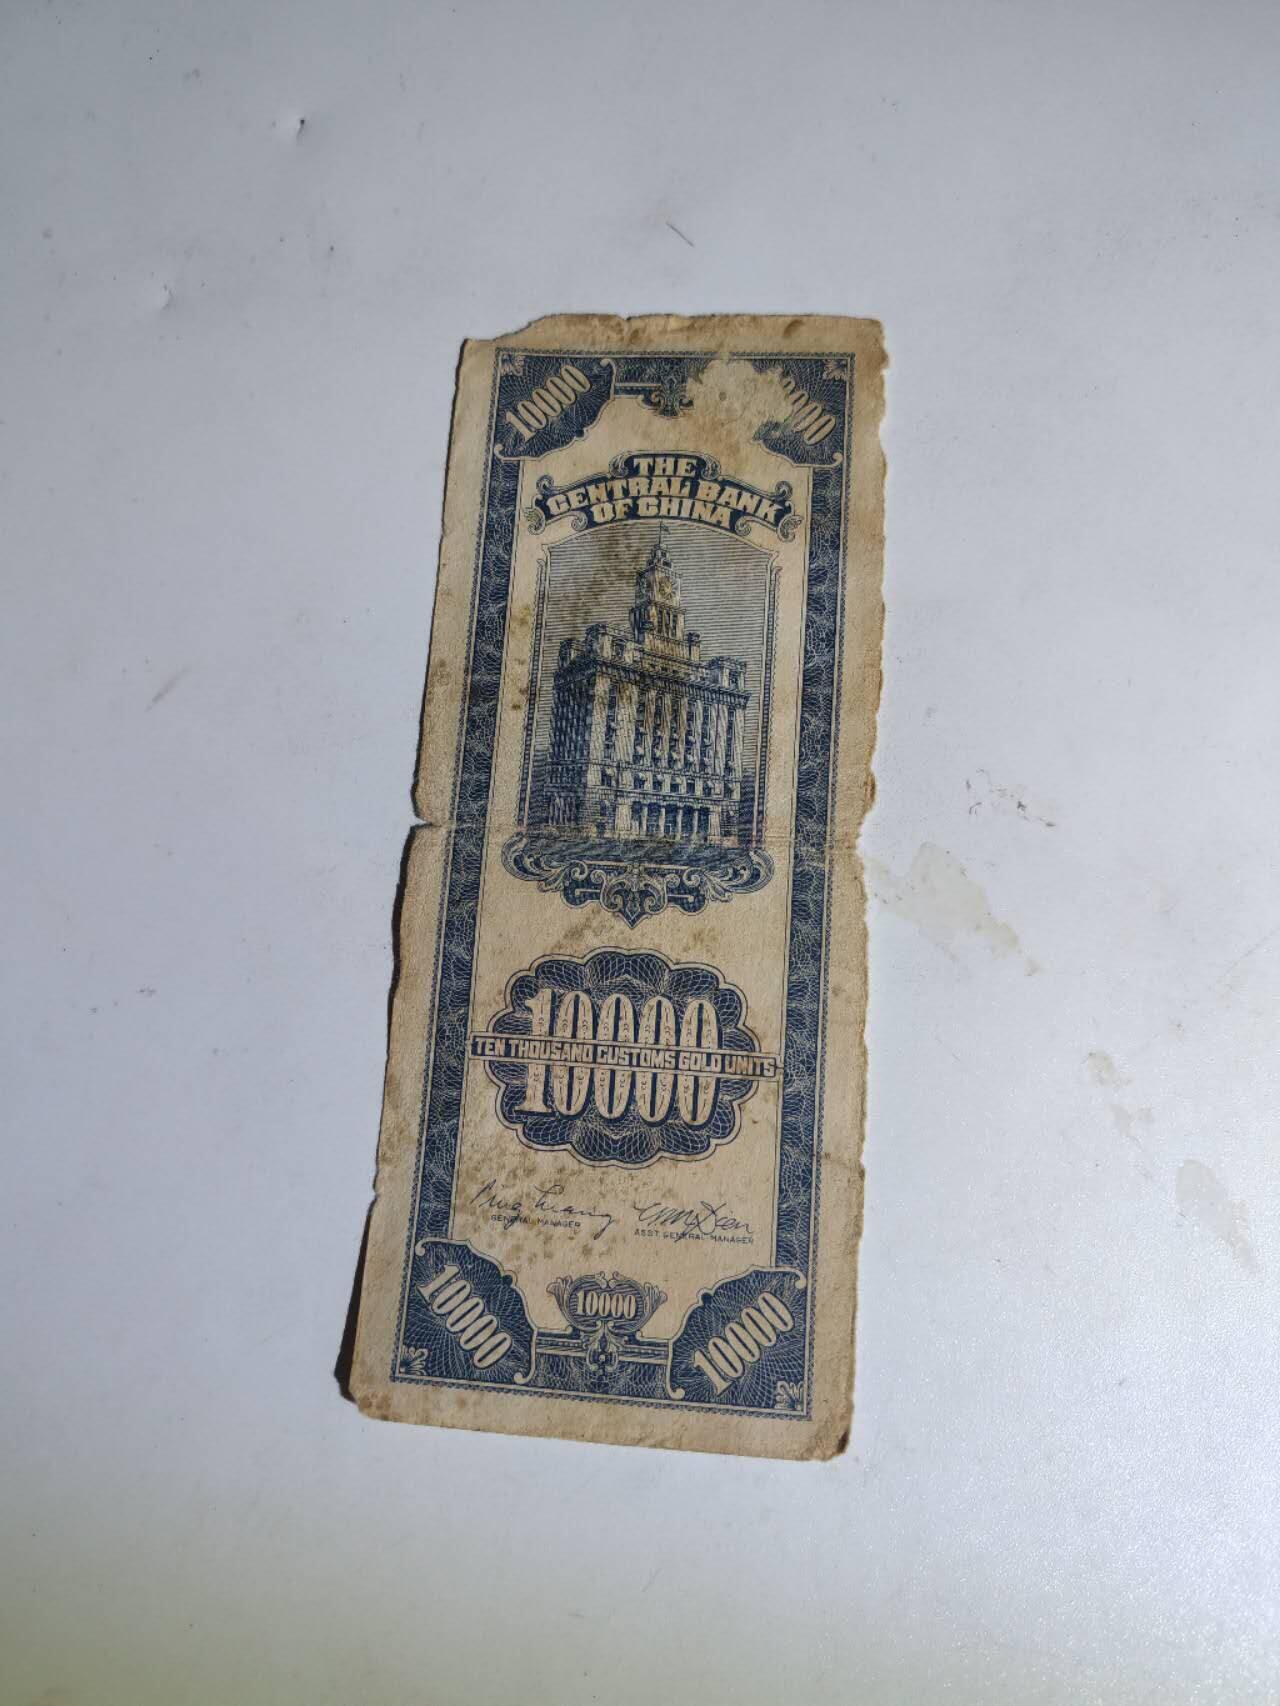 10000
THE
CENTRAL BANK
OF CHINA
10000
TEN THOUSAND CUSTOMS GOLD UNITS
10000
GENERAL MANAGER
ASST. GENERAL MANAGER
10000
10000
10000